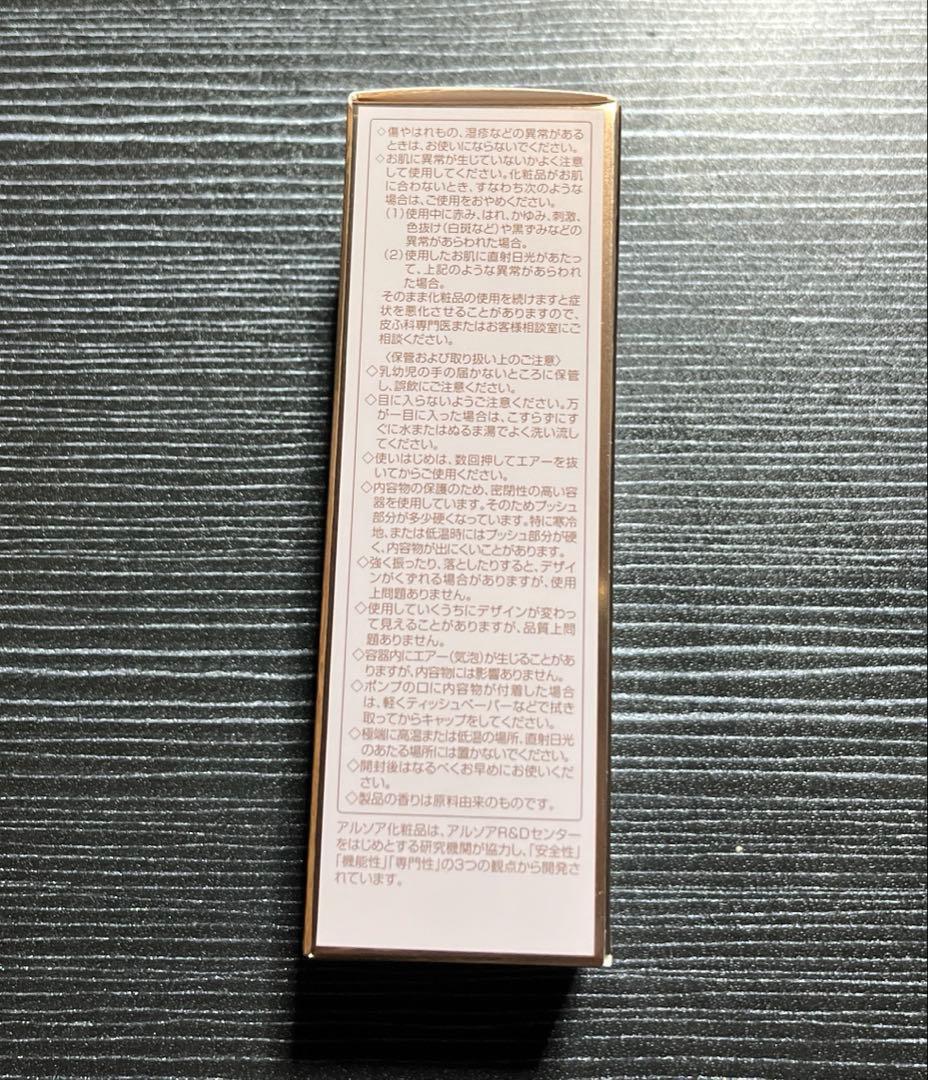 ◇傷やはれもの、湿疹などの異常がある
ときは、お使いにならないでください。
◇お肌に異常が生じていないかよく注意
して使用してください。化粧品がお肌
に合わないとき、すなわち次のような
場合は、ご使用をおやめください。
(1)使用中に赤み、はれ、かゆみ、刺激、
色抜け(白斑など)や黒ずみなどの
異常があらわれた場合。
(2)使用したお肌に直射日光があたっ
て、上記のような異常があらわれ
た場合。
そのまま化粧品の使用を続けますと症
状を悪化させることがありますので、
皮ふ科専門医またはお客様相談室にご
相談ください。
〈保管および取り扱い上のご注意〉
◇乳幼児の手の届かないところに保管
し、誤飲にご注意ください。
◇目に入らないようご注意ください。万
が一目に入った場合は、こすらずにす
ぐに水またはぬるま湯でよく洗い流し
てください。
◇使いはじめは、数回押してエアーを抜
いてからご使用ください。
◇内容物の保護のため、密閉性の高い容
器を使用しています。そのためプッシュ
部分が多少硬くなっています。特に寒冷
地、または低温時にはプッシュ部分が硬
く、内容物が出にくいことがあります。
◇強く振ったり、落としたりすると、デザイ
ンがくずれる場合がありますが、使用
上問題ありません。
◇使用していくうちにデザインが変わっ
て見えることがありますが、品質上問
題ありません。
◇容器内にエアー(気泡)が生じることがあ
りますが、内容物には影響ありません。
◇ポンプの口に内容物が付着した場合
は、軽くティッシュペーパーなどで拭き
取ってからキャップをしてください。
◇極端に高温または低温の場所、直射日光
のあたる場所には置かないでください。
◇開封後はなるべくお早めにお使いくだ
さい。
◇製品の香りは原料由来のものです。
アルソア化粧品は、アルソアR&Dセンター
をはじめとする研究機関が協力し、「安全性」
「機能性」「専門性」の3つの観点から開発さ
れています。